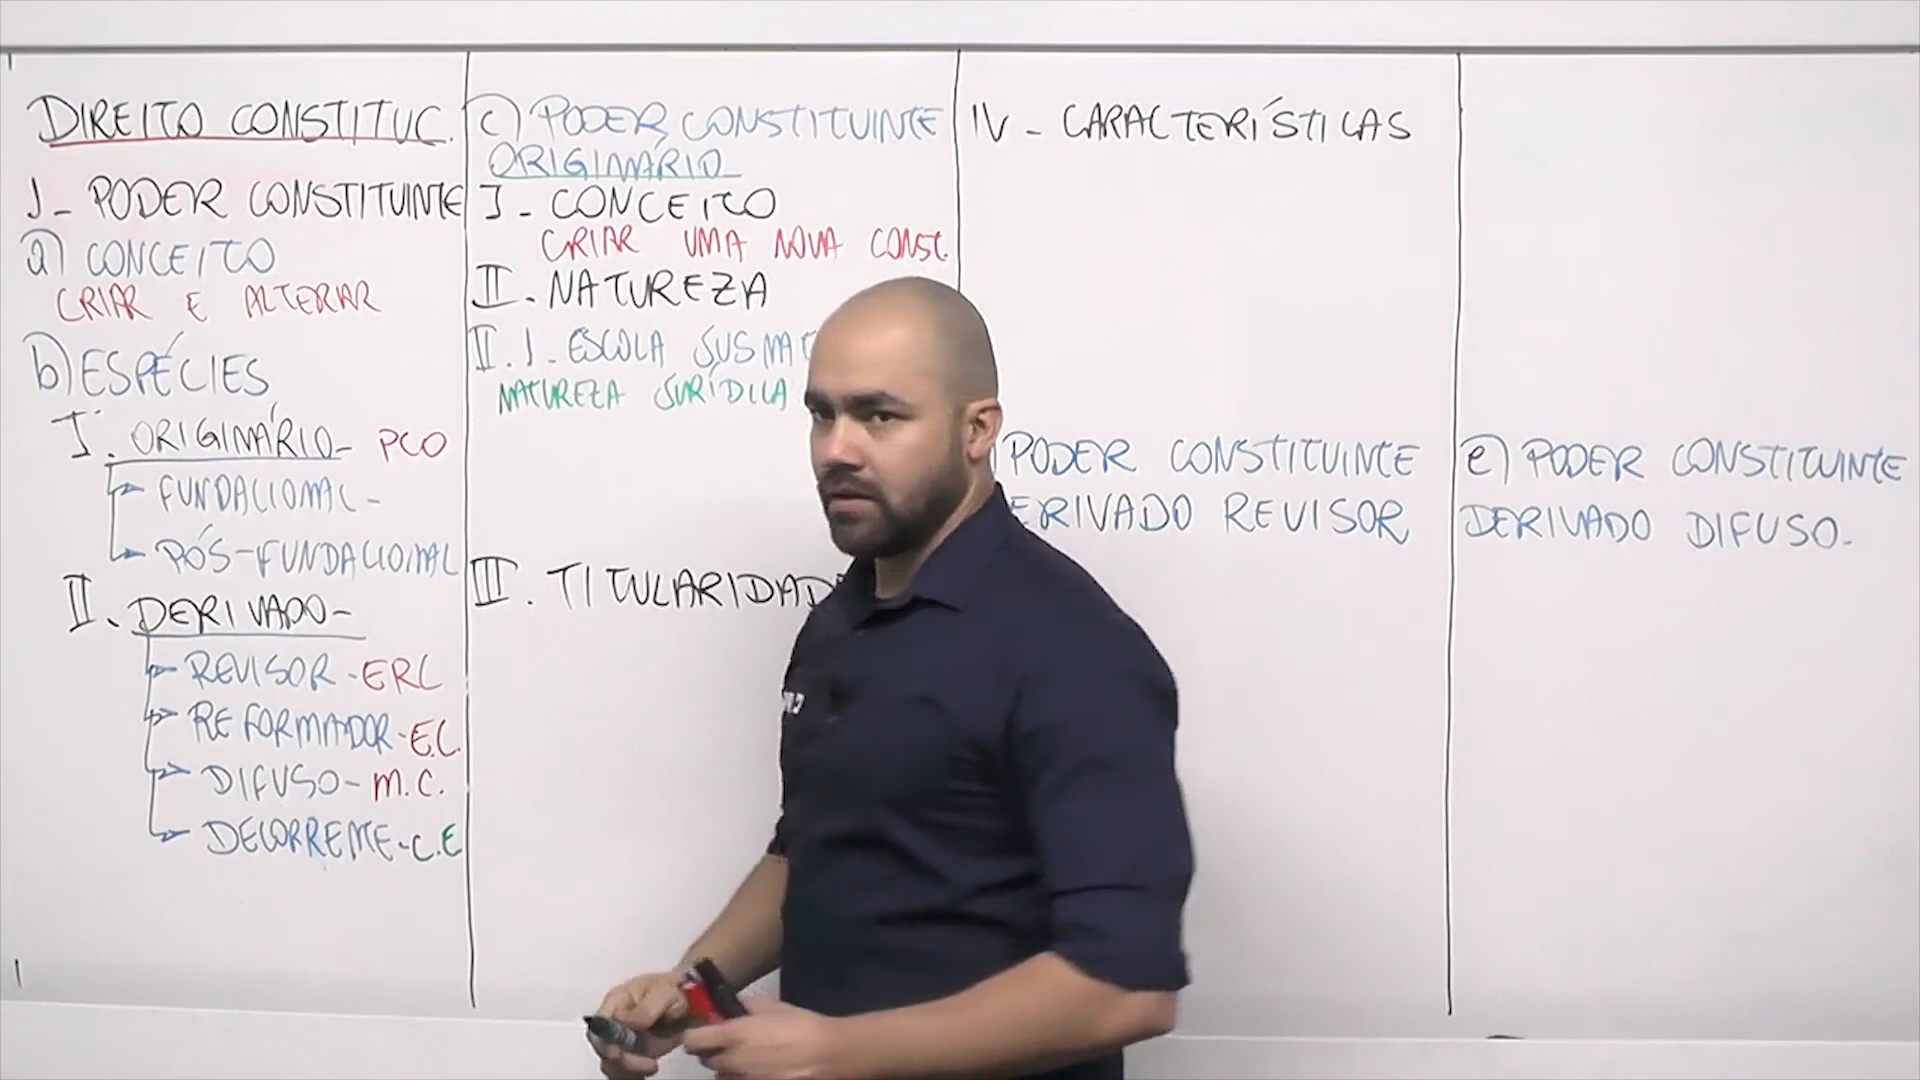 DIREITO CONSTITUC.
I - PODER CONSTITUINTE
a) CONCEITO
CRIAR E ALTERAR
b) ESPÉCIES
I. ORIGINÁRIO - PCO
FUNDACIONAL -
PÓS-FUNDACIONAL
II. DERIVADO -
REVISOR - ERC
REFORMADOR - E.C.
DIFUSO - M.C.
DECORRENTE - C.E
c) PODER CONSTITUINTE
ORIGINÁRIO
I - CONCEITO
CRIAR UMA NOVA CONST.
II - NATUREZA
II.I - ESCOLA JUSNAT
NATUREZA JURÍDICA
III. TITULARIDADE
IV - CARACTERÍSTICAS
PODER CONSTITUINTE
ERIVADO REVISOR
e) PODER CONSTITUINTE
DERIVADO DIFUSO.